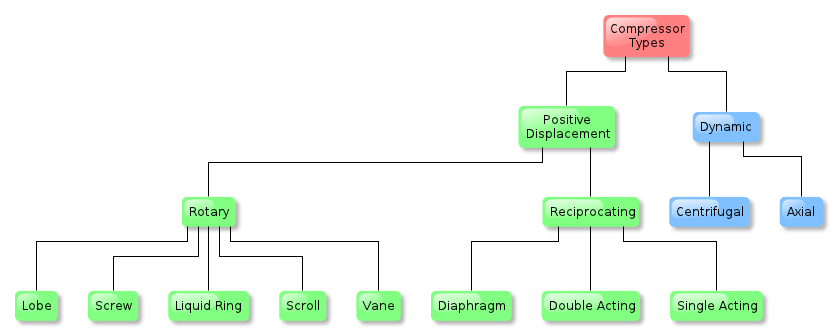 Compressor
Types
Positive
Displacement
Dynamic
Rotary
Reciprocating
Centrifugal
Axial
Lobe
Screw
Liquid Ring
Scroll
Vane
Diaphragm
Double Acting
Single Acting